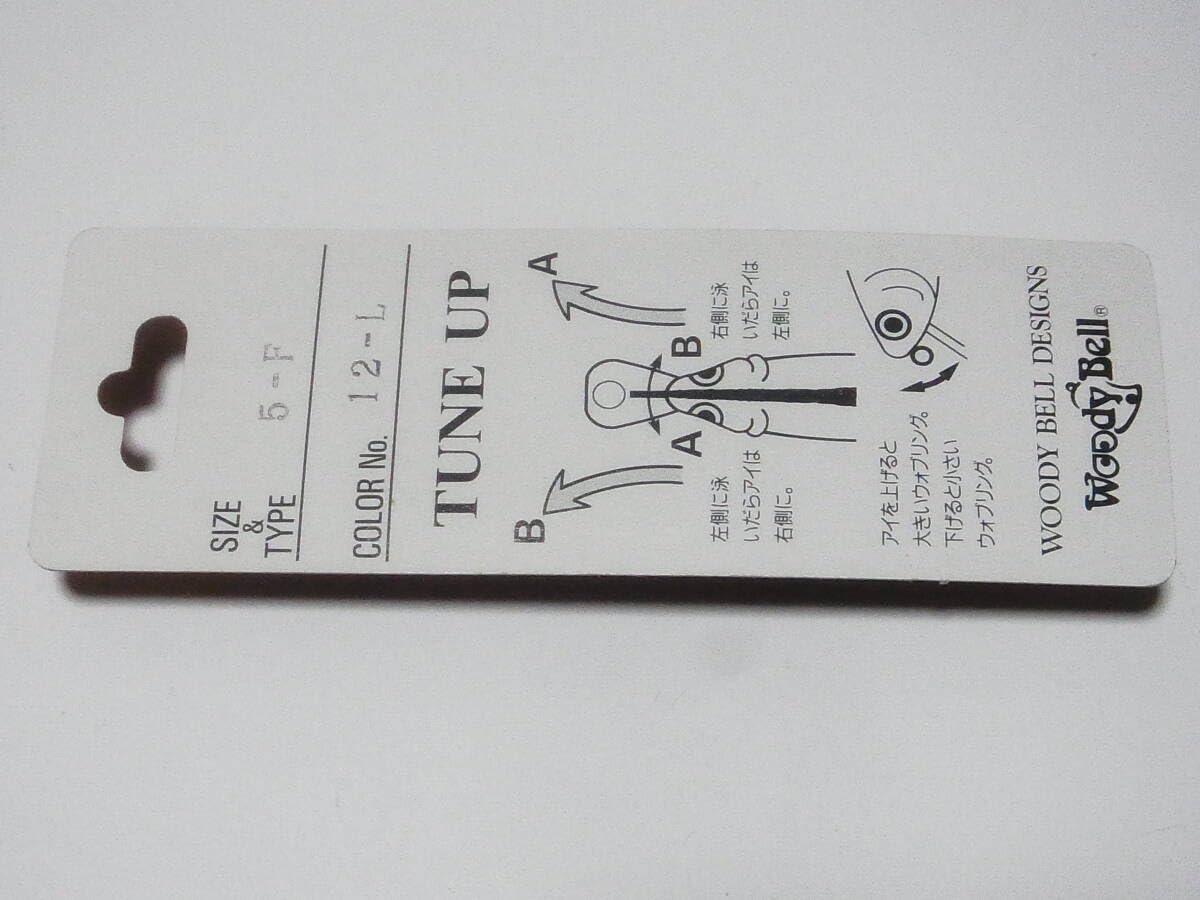 SIZE
&
TYPE 5-F
COLOR No. 12-L
TUNE UP
B A
A B
左側に泳
いだらアイは
右側に。
右側に泳
いだらアイは
左側に。
アイを上げると
大きいウォブリング。
下げると小さい
ウォブリング。
WOODY BELL DESIGNS
Woody Bell®